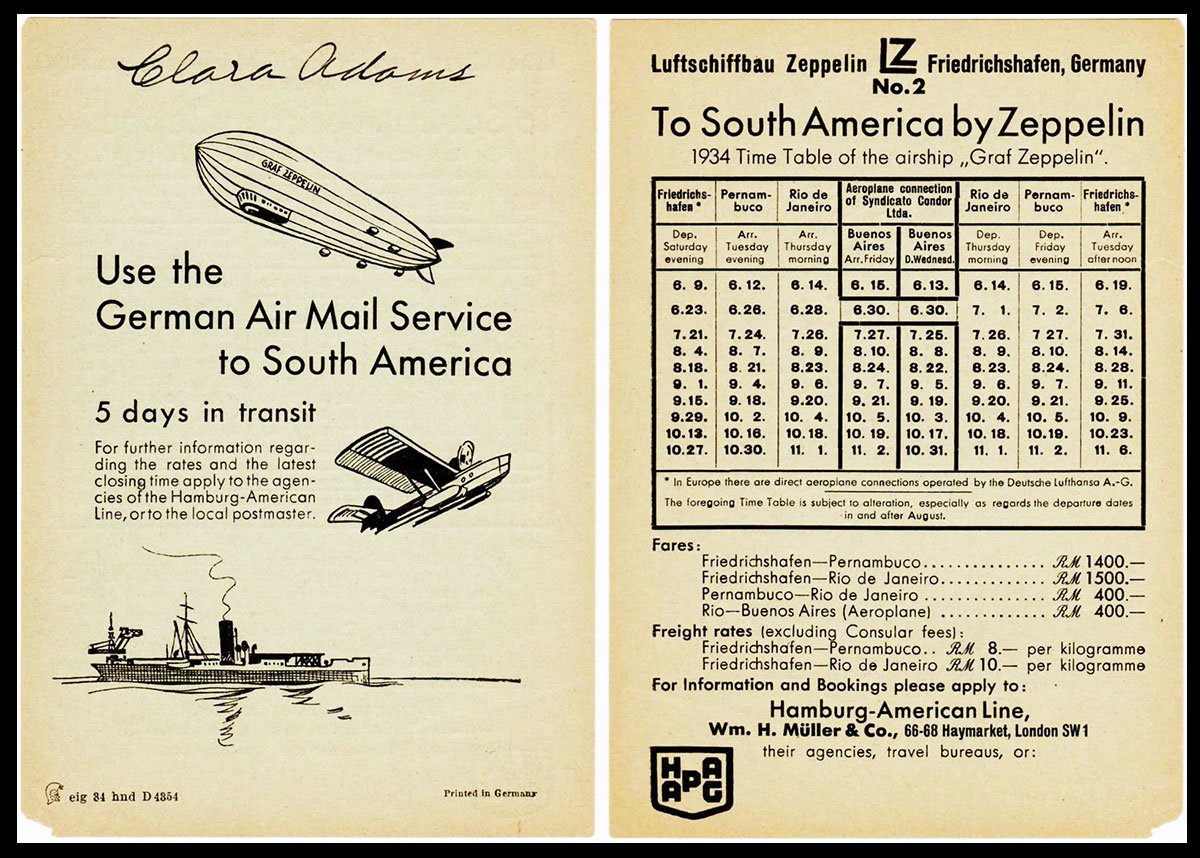 Clara Adams
GRAF ZEPPELIN
Use the
German Air Mail Service
to South America
5 days in transit
For further information regar-
ding the rates and the latest
closing time apply to the agen-
cies of the Hamburg-American
Line, or to the local postmaster.
eig 34 hnd D 4354
Printed in Germany
Luftschiffbau Zeppelin LZ Friedrichshafen, Germany
No.2
To South America by Zeppelin
1934 Time Table of the airship „Graf Zeppelin“.
Friedrichs-hafen * Pernam-buco Rio de Janeiro Aeroplane connection of Syndicato Condor Ltda. Rio de Janeiro Pernam-buco Friedrichs-hafen *
Dep. Saturday evening Arr. Tuesday evening Arr. Thursday morning Buenos Aires Arr. Friday Buenos Aires D. Wednesd. Dep. Thursday morning Dep. Friday evening Arr. Tuesday afternoon
6. 9. 6. 12. 6. 14. 6. 15. 6. 13. 6. 14. 6. 15. 6. 19.
6.23. 6.26. 6.28. 6.30. 6.30. 7. 1. 7. 2. 7. 6.
7.21. 7.24. 7.26. 7.27. 7.25. 7.26. 7 27. 7.31.
8. 4. 8. 7. 8. 9. 8.10. 8. 8. 8. 9. 8.10. 8.14.
8.18. 8. 21. 8.23. 8.24. 8.22. 8.23. 8.24. 8.28.
9. 1. 9. 4. 9. 6. 9. 7. 9. 5. 9. 6. 9. 7. 9. 11.
9.15. 9. 18. 9.20. 9. 21. 9. 19. 9.20. 9. 21. 9.25.
9.29. 10. 2. 10. 4. 10. 5. 10. 3. 10. 4. 10. 5. 10. 9.
10.13. 10.16. 10.18. 10. 19. 10.17. 10. 18. 10.19. 10.23.
10.27. 10.30. 11. 1. 11. 2. 10. 31. 11. 1. 11. 2. 11. 6.
* In Europe there are direct aeroplane connections operated by the Deutsche Lufthansa A.-G.
The foregoing Time Table is subject to alteration, especially as regards the departure dates
in and after August.
Fares:
Friedrichshafen—Pernambuco............... RM 1400.—
Friedrichshafen—Rio de Janeiro............. RM 1500.—
Pernambuco—Rio de Janeiro ............... RM 400.—
Rio—Buenos Aires (Aeroplane) ............ RM 400.—
Freight rates (excluding Consular fees):
Friedrichshafen—Pernambuco.. RM 8.— per kilogramme
Friedrichshafen—Rio de Janeiro RM 10.— per kilogramme
For Information and Bookings please apply to:
Hamburg-American Line,
Wm. H. Müller & Co., 66-68 Haymarket, London SW1
their agencies, travel bureaus, or:
HAPAG